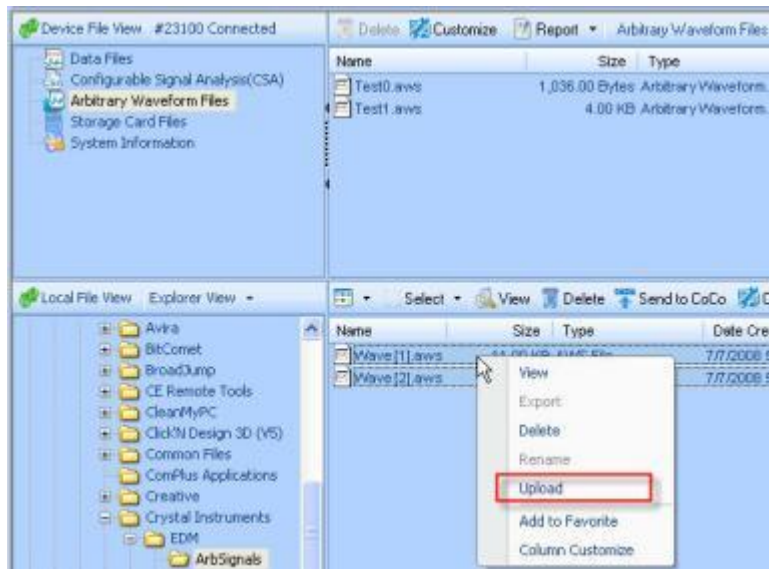 Device File View #23100 Connected
Delete Customize Report Arbitrary Waveform Files
Data Files
Configurable Signal Analysis(CSA)
Arbitrary Waveform Files
Storage Card Files
System Information
Name Size Type
Test0.aws 1,036.00 Bytes Arbitrary Waveform.
Test1.aws 4.00 KB Arbitrary Waveform.
Local File View Explorer View
Select View Delete Send to CoCo
Avira
BitComet
BroadJump
CE Remote Tools
CleanMyPC
Click'N Design 3D (V5)
Common Files
ComPlus Applications
Creative
Crystal Instruments
EDM
ArbSignals
Name Size Type Date Cre
Wave [1].aws 11.00 KB AWS File 7/7/2008
Wave [2].aws 7/7/2008
View
Export
Delete
Rename
Upload
Add to Favorite
Column Customize